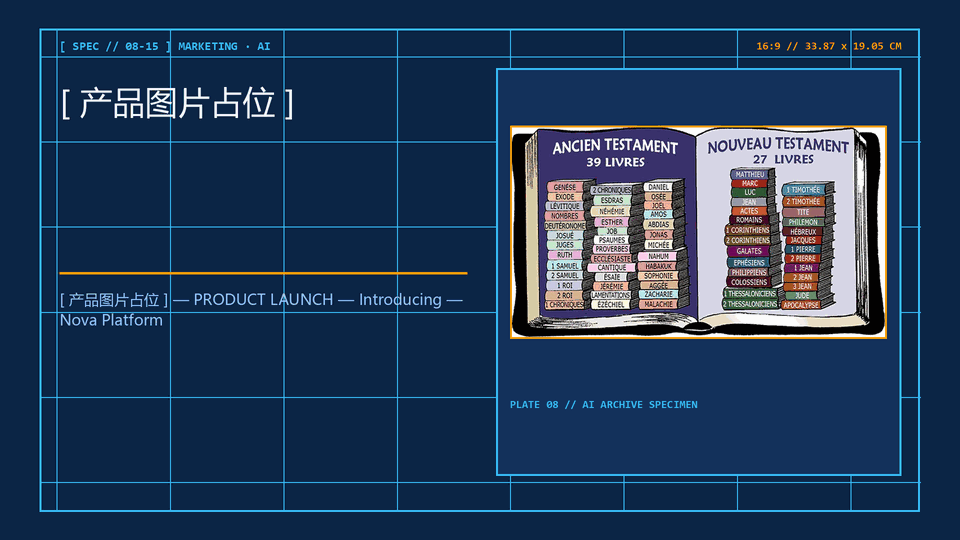 [ SPEC // 08-15 ] MARKETING · AI
16:9 // 33.87 x 19.05 CM
[ 产品图片占位 ]
[ 产品图片占位 ] — PRODUCT LAUNCH — Introducing —
Nova Platform
ANCIEN TESTAMENT
39 LIVRES
GENÈSE
EXODE
LÉVITIQUE
NOMBRES
DEUTÉRONOME
JOSUÉ
JUGES
RUTH
1 SAMUEL
2 SAMUEL
1 ROI
2 ROI
1 CHRONIQUES
2 CHRONIQUES
ESDRAS
NÉHÉMIE
ESTHER
JOB
PSAUMES
PROVERBES
ECCLÉSIASTE
CANTIQUE
ÉSAIE
JÉRÉMIE
LAMENTATIONS
ÉZÉCHIEL
DANIEL
OSÉE
JOËL
AMOS
ABDIAS
JONAS
MICHÉE
NAHUM
HABAKUK
SOPHONIE
AGGÉE
ZACHARIE
MALACHIE
NOUVEAU TESTAMENT
27 LIVRES
MATTHIEU
MARC
LUC
JEAN
ACTES
ROMAINS
1 CORINTHIENS
2 CORINTHIENS
GALATES
EPHÉSIENS
PHILIPPIENS
COLOSSIENS
1 THESSALONICIENS
2 THESSALONICIENS
1 TIMOTHÉE
2 TIMOTHÉE
TITE
PHILEMON
HÉBREUX
JACQUES
1 PIERRE
2 PIERRE
1 JEAN
2 JEAN
3 JEAN
JUDE
APOCALYPSE
PLATE 08 // AI ARCHIVE SPECIMEN